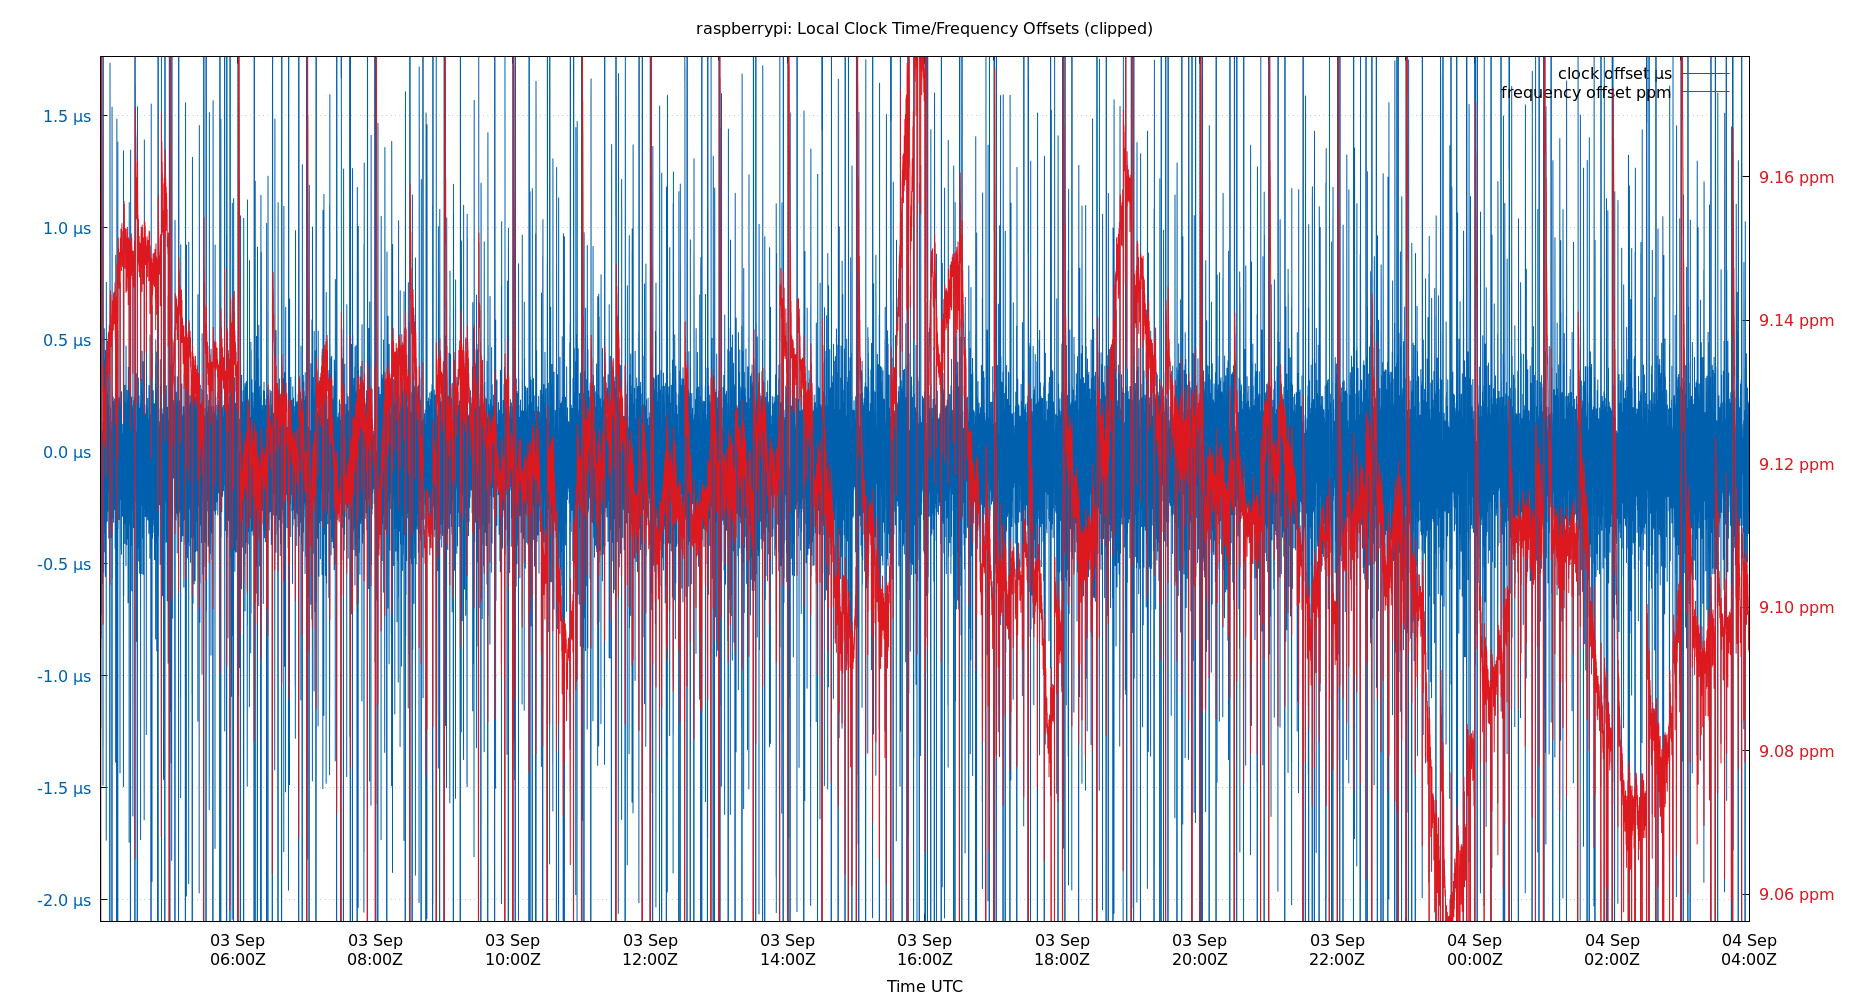 raspberrypi: Local Clock Time/Frequency Offsets (clipped)
clock offset µs
frequency offset ppm
1.5 µs
1.0 µs
0.5 µs
0.0 µs
-0.5 µs
-1.0 µs
-1.5 µs
-2.0 µs
9.16 ppm
9.14 ppm
9.12 ppm
9.10 ppm
9.08 ppm
9.06 ppm
03 Sep 03 Sep 03 Sep 03 Sep 03 Sep 03 Sep 03 Sep 03 Sep 03 Sep 04 Sep 04 Sep 04 Sep
06:00Z 08:00Z 10:00Z 12:00Z 14:00Z 16:00Z 18:00Z 20:00Z 22:00Z 00:00Z 02:00Z 04:00Z
Time UTC